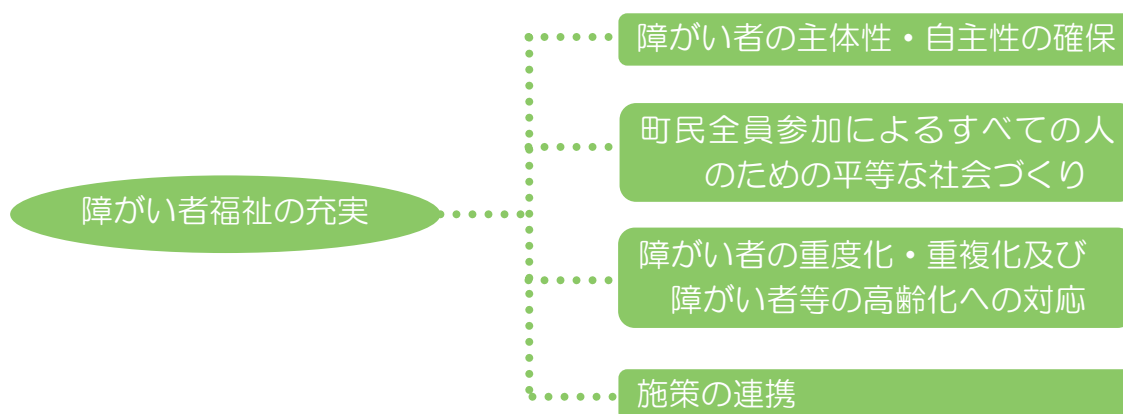 障がい者福祉の充実
障がい者の主体性・自主性の確保
町民全員参加によるすべての人
のための平等な社会づくり
障がい者の重度化・重複化及び
障がい者等の高齢化への対応
施策の連携